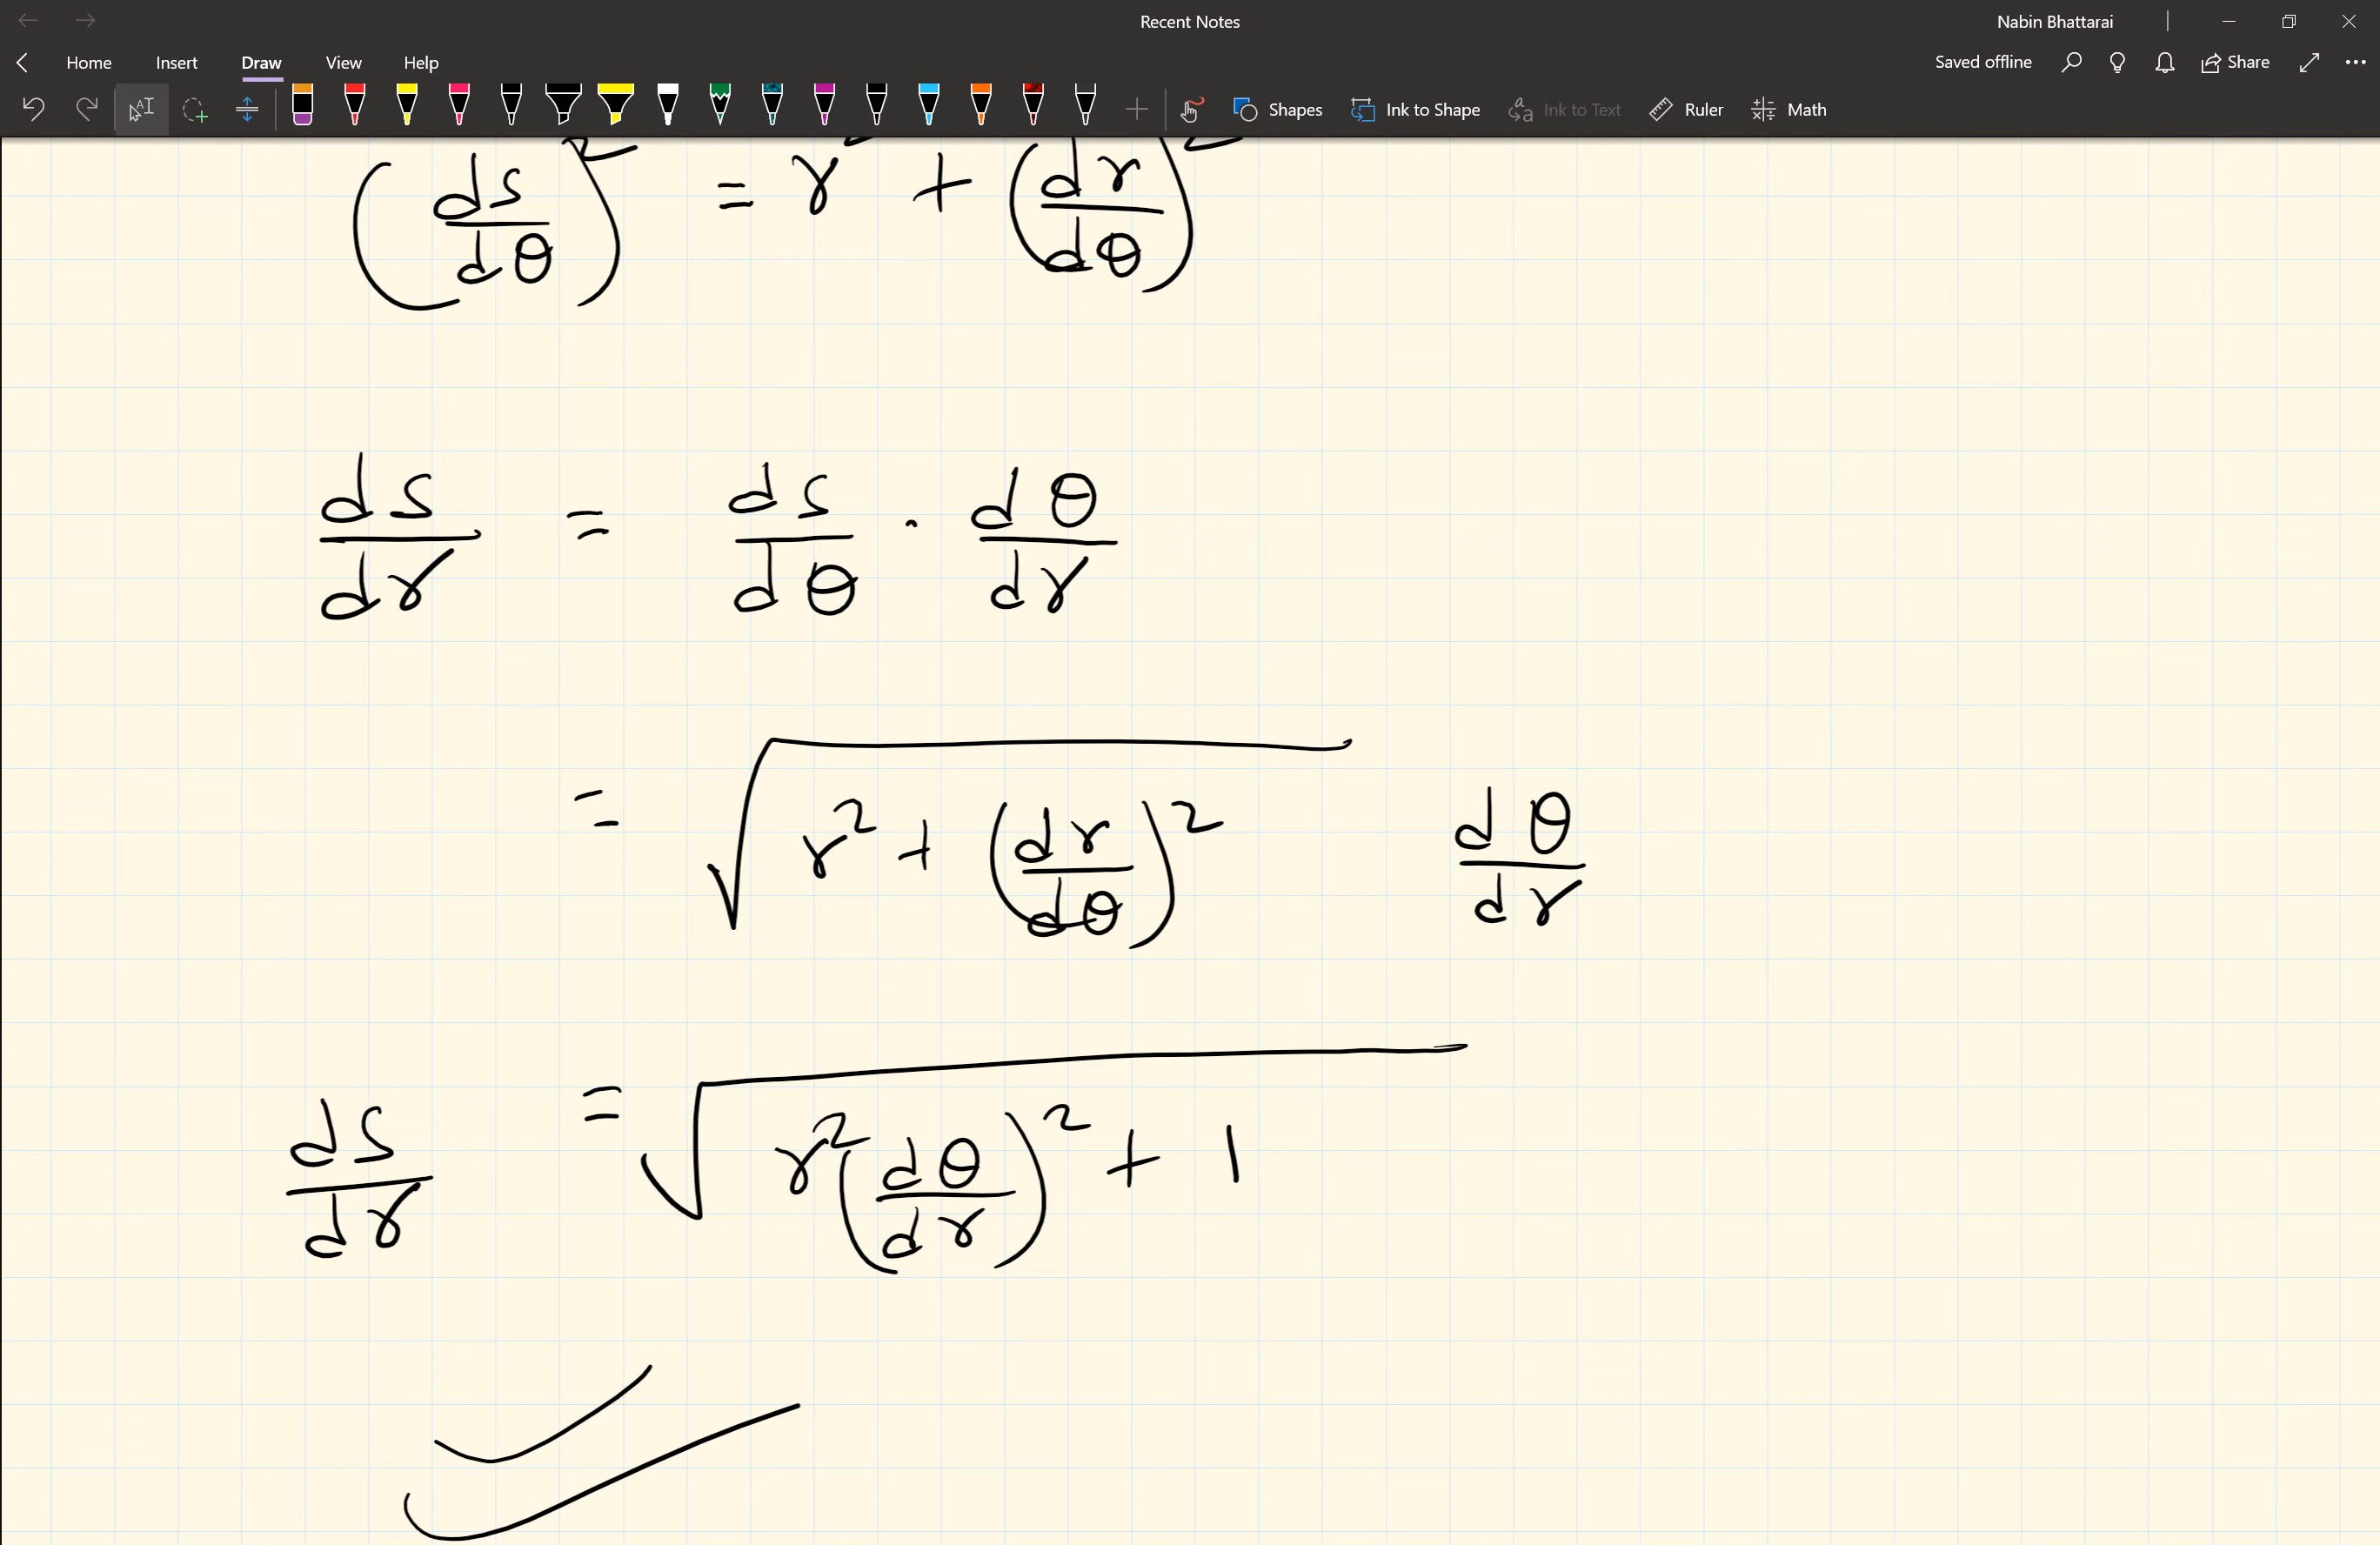 Recent Notes
Nabin Bhattarai
Home Insert Draw View Help
Saved offline
Share
Shapes Ink to Shape Ink to Text Ruler Math
(ds/dθ)² = r² + (dr/dθ)²
ds/dr = ds/dθ · dθ/dr
= √(r² + (dr/dθ)²) dθ/dr
ds/dr = √(r²(dθ/dr)² + 1)